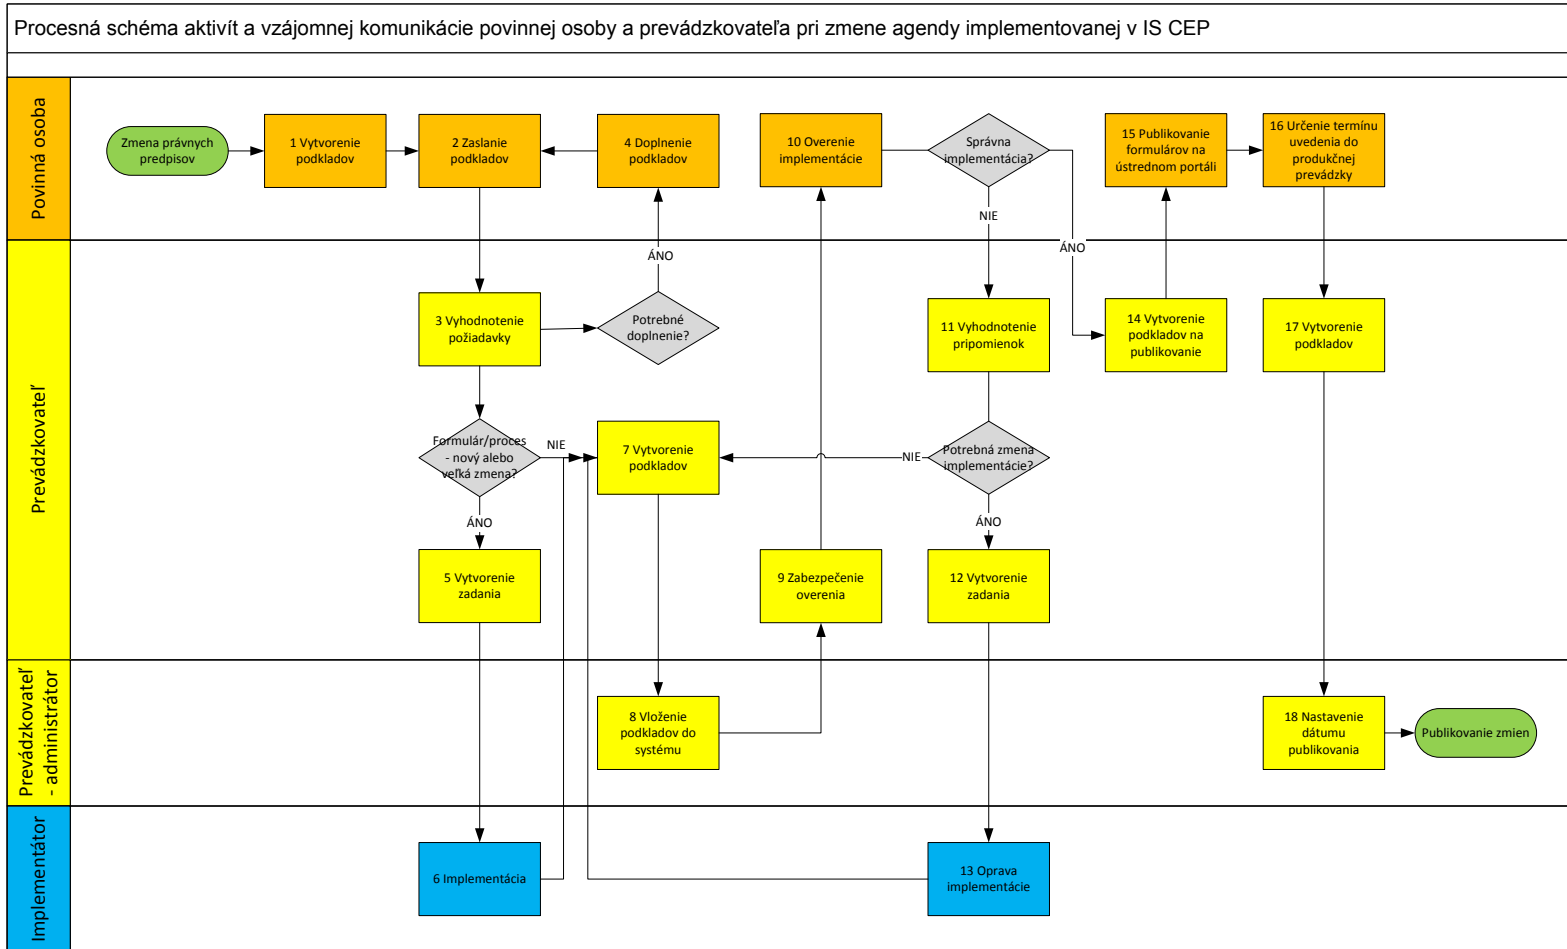 Procesná schéma aktivít a vzájomnej komunikácie povinnej osoby a prevádzkovateľa pri zmene agendy implementovanej v IS CEP
Povinná osoba
Zmena právnych
predpisov
1 Vytvorenie
podkladov
2 Zaslanie
podkladov
4 Doplnenie
podkladov
10 Overenie
implementácie
Správna
implementácia?
15 Publikovanie
formulárov na
ústrednom portáli
16 Určenie termínu
uvedenia do
produkčnej
prevádzky
NIE
ÁNO
ÁNO
Prevádzkovateľ
3 Vyhodnotenie
požiadavky
Potrebné
doplnenie?
11 Vyhodnotenie
pripomienok
14 Vytvorenie
podkladov na
publikovanie
17 Vytvorenie
podkladov
Formulár/proces
- nový alebo
veľká zmena?
NIE
7 Vytvorenie
podkladov
NIE
Potrebná zmena
implementácie?
ÁNO
ÁNO
5 Vytvorenie
zadania
9 Zabezpečenie
overenia
12 Vytvorenie
zadania
Prevádzkovateľ
- administrátor
8 Vloženie
podkladov do
systému
18 Nastavenie
dátumu
publikovania
Publikovanie zmien
Implementátor
6 Implementácia
13 Oprava
implementácie